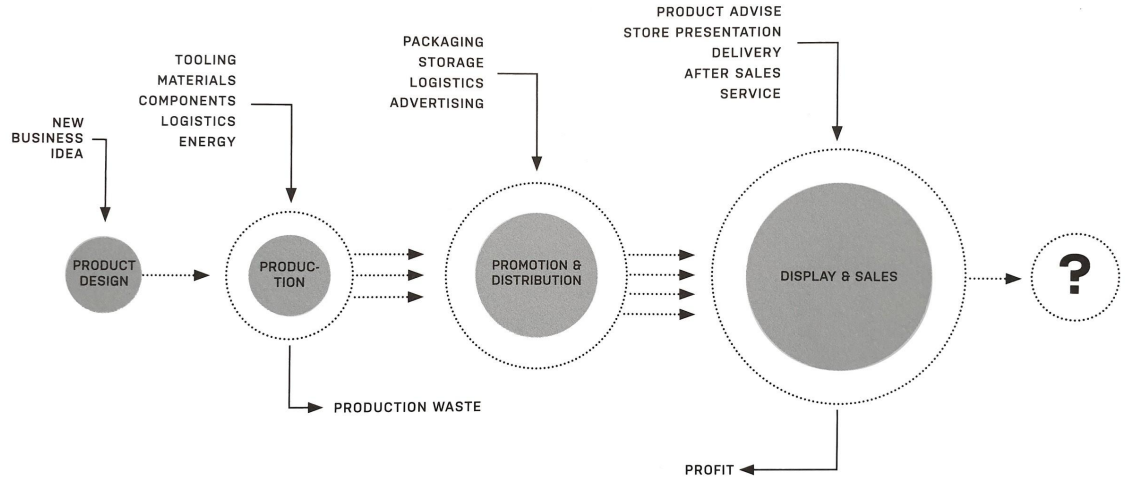 NEW
BUSINESS
IDEA
TOOLING
MATERIALS
COMPONENTS
LOGISTICS
ENERGY
PACKAGING
STORAGE
LOGISTICS
ADVERTISING
PRODUCT ADVISE
STORE PRESENTATION
DELIVERY
AFTER SALES
SERVICE
PRODUCT
DESIGN
PRODUC-
TION
PROMOTION &
DISTRIBUTION
DISPLAY & SALES
?
PRODUCTION WASTE
PROFIT